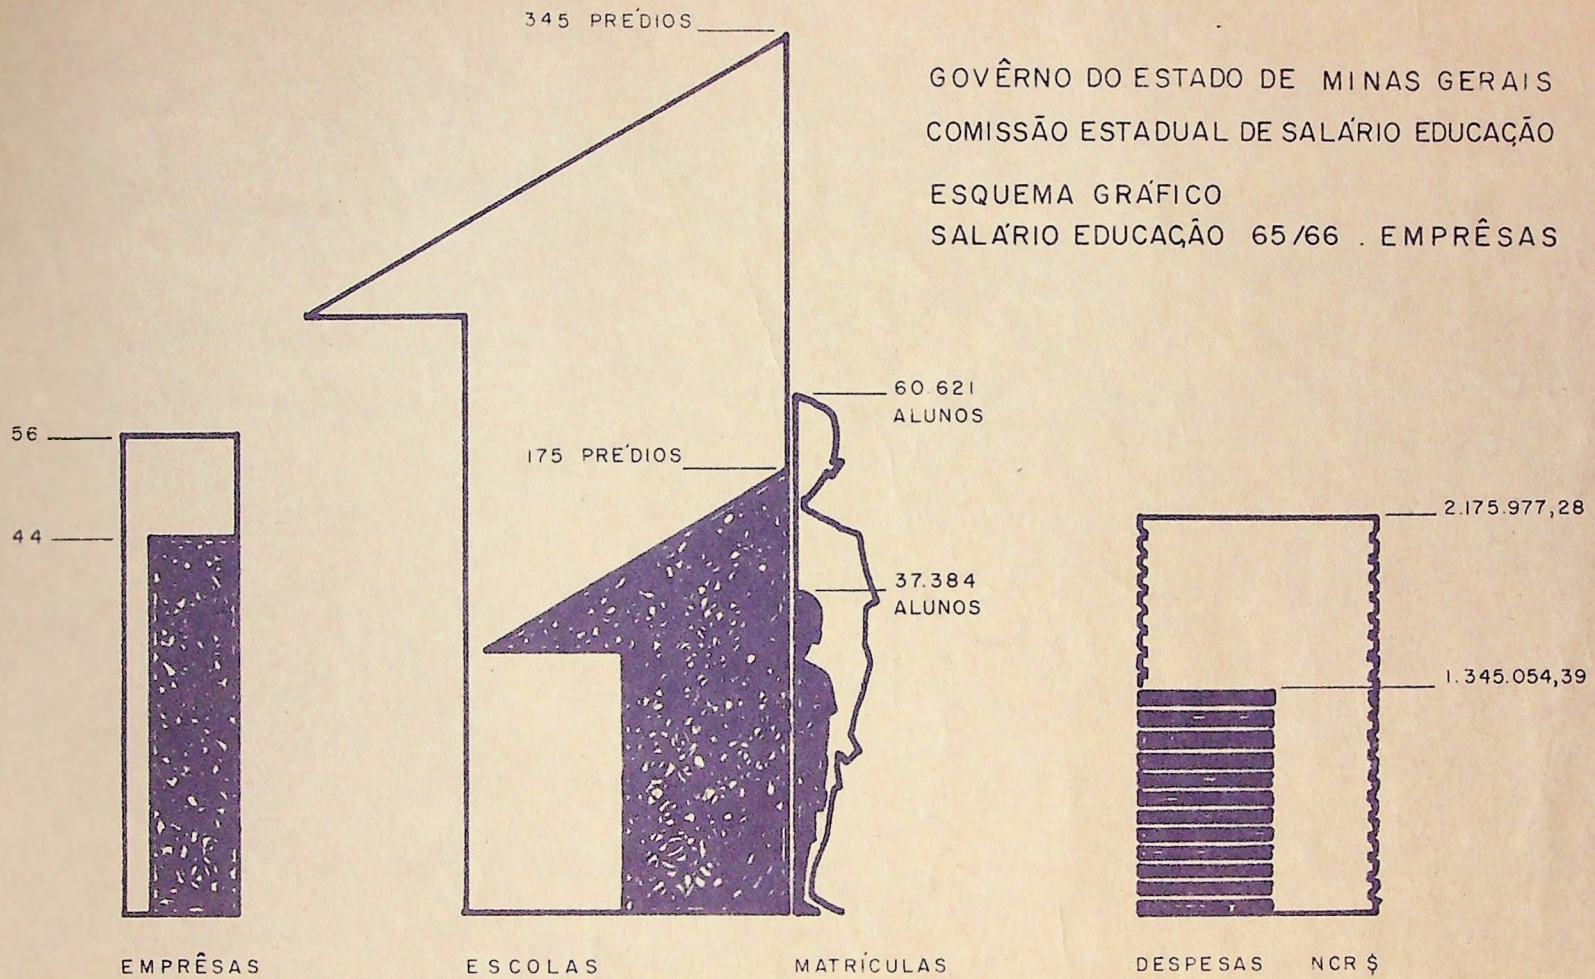 345 PRÉDIOS
GOVÊRNO DO ESTADO DE MINAS GERAIS
COMISSÃO ESTADUAL DE SALÁRIO EDUCAÇÃO
ESQUEMA GRÁFICO
SALÁRIO EDUCAÇÃO 65/66 . EMPRÊSAS
60.621
ALUNOS
56
175 PRÉDIOS
2.175.977,28
44
37.384
ALUNOS
1.345.054,39
EMPRÊSAS
ESCOLAS
MATRÍCULAS
DESPESAS NCR $